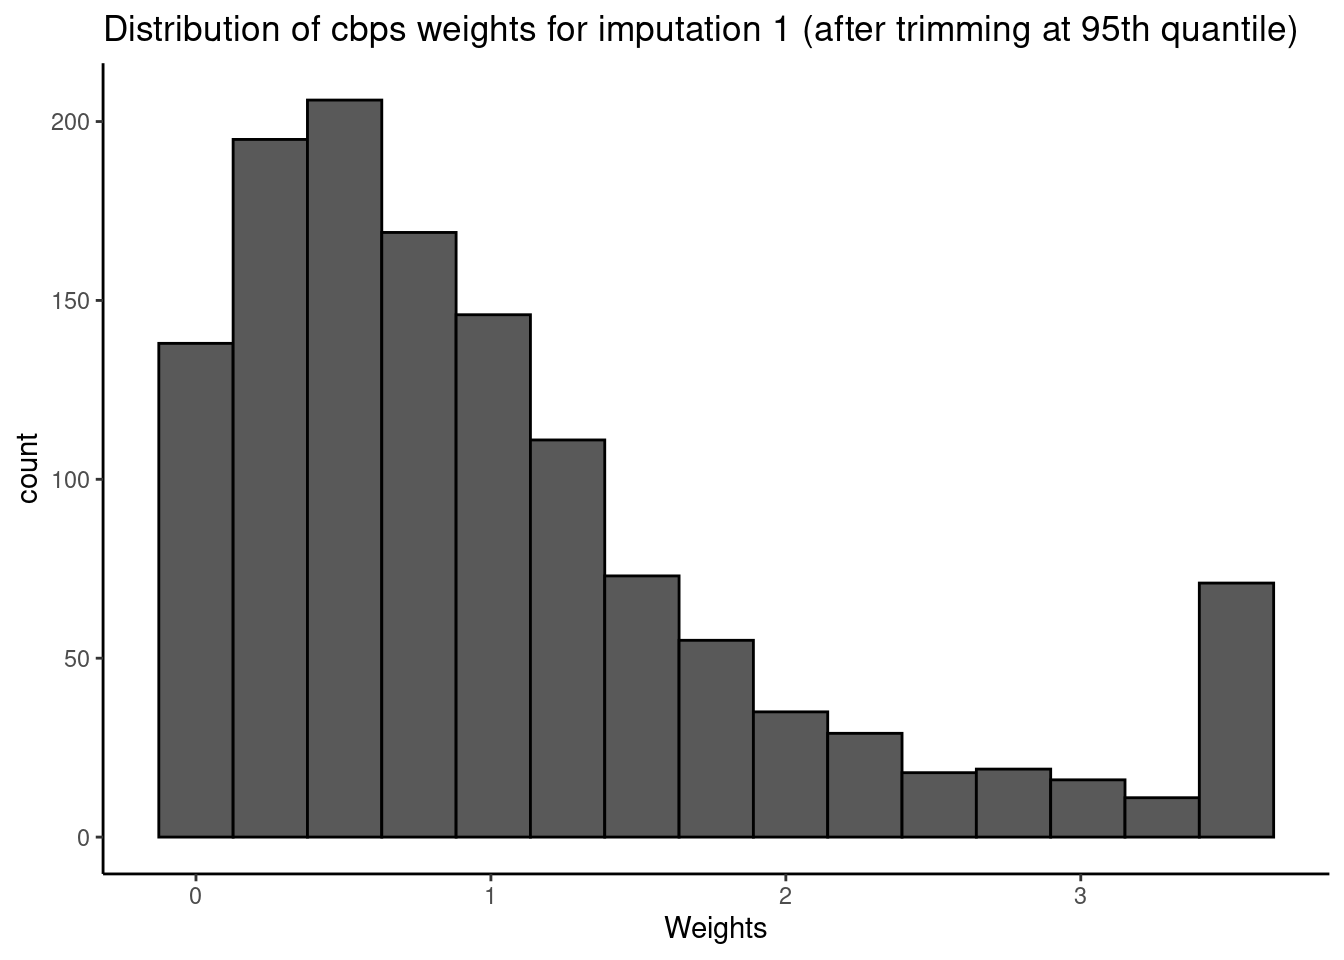 Distribution of cbps weights for imputation 1 (after trimming at 95th quantile)
200
150
100
50
0
count
0 1 2 3
Weights